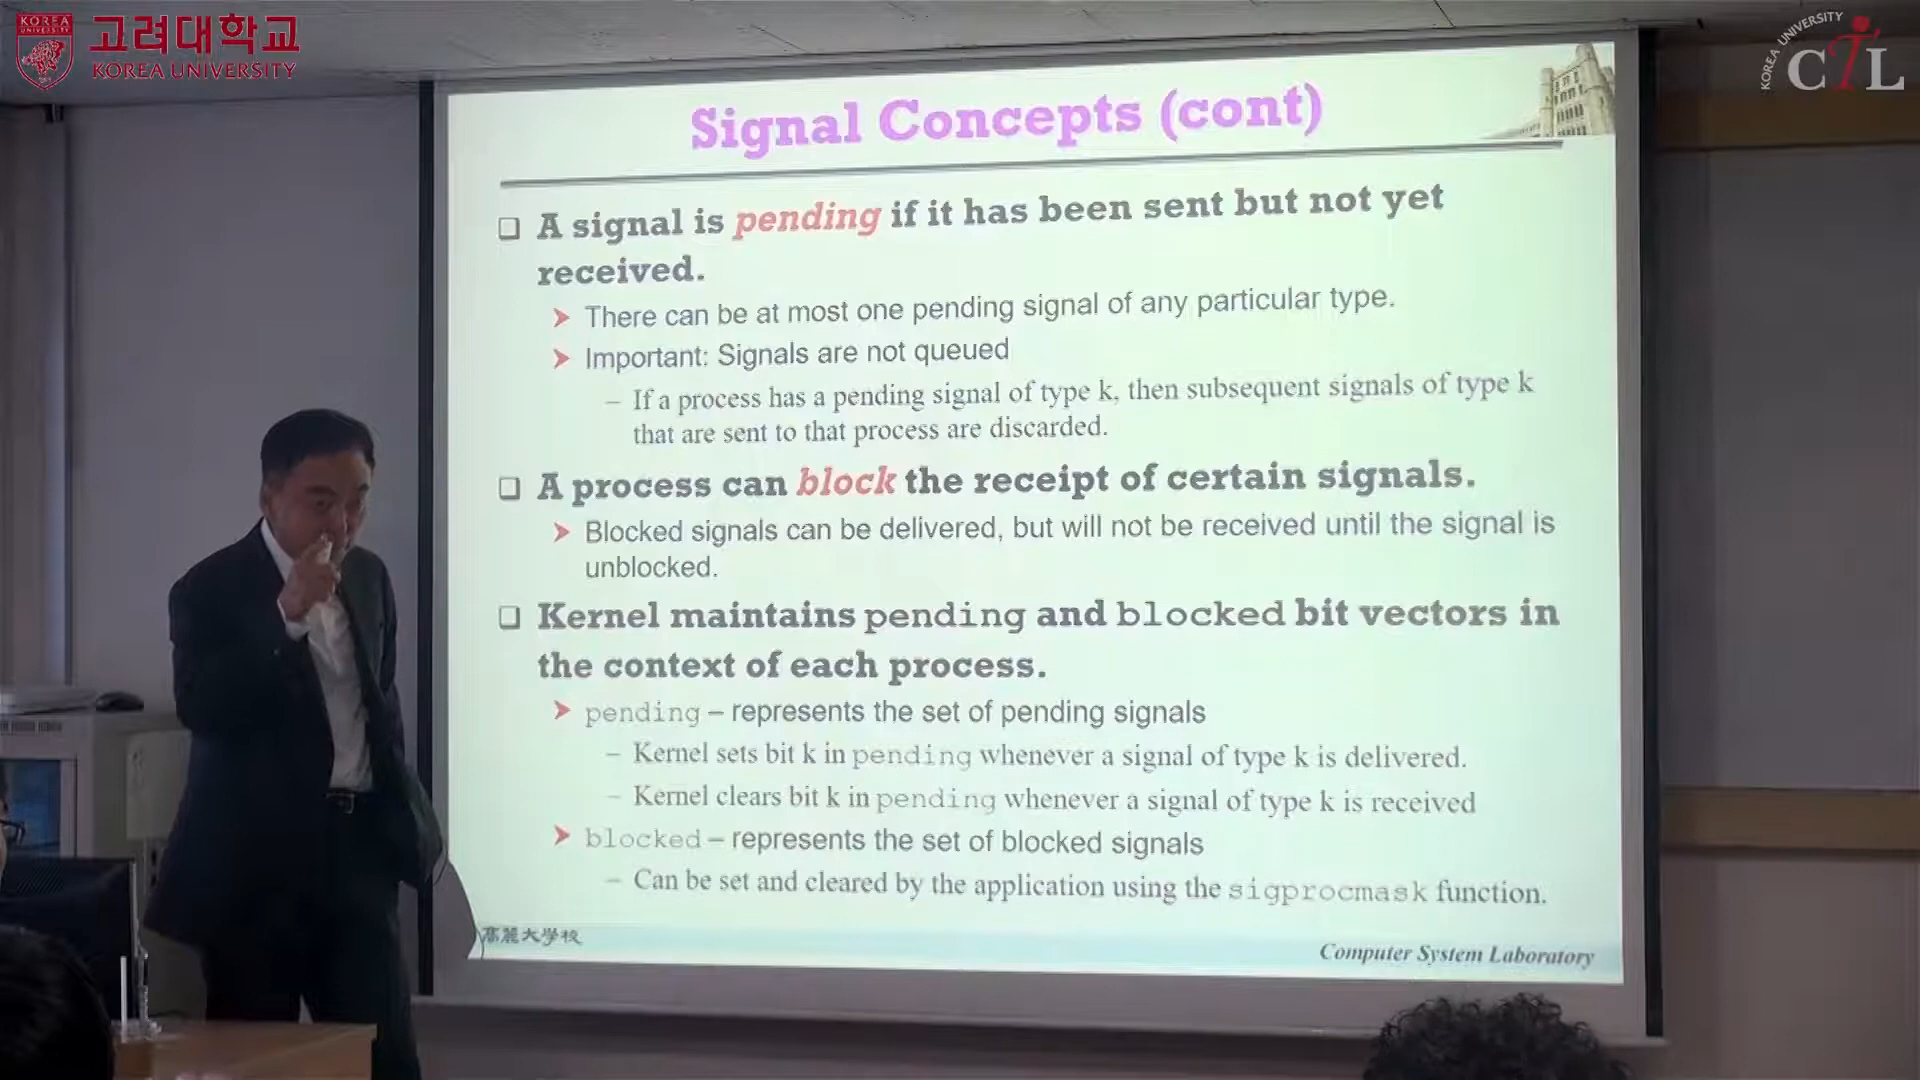 KOREA
UNIVERSITY
고려대학교
KOREA UNIVERSITY
KOREA UNIVERSITY
CTL
Signal Concepts (cont)
A signal is pending if it has been sent but not yet
received.
There can be at most one pending signal of any particular type.
Important: Signals are not queued
– If a process has a pending signal of type k, then subsequent signals of type k
that are sent to that process are discarded.
A process can block the receipt of certain signals.
Blocked signals can be delivered, but will not be received until the signal is
unblocked.
Kernel maintains pending and blocked bit vectors in
the context of each process.
pending – represents the set of pending signals
– Kernel sets bit k in pending whenever a signal of type k is delivered.
– Kernel clears bit k in pending whenever a signal of type k is received
blocked – represents the set of blocked signals
– Can be set and cleared by the application using the sigprocmask function.
高麗大學校
Computer System Laboratory